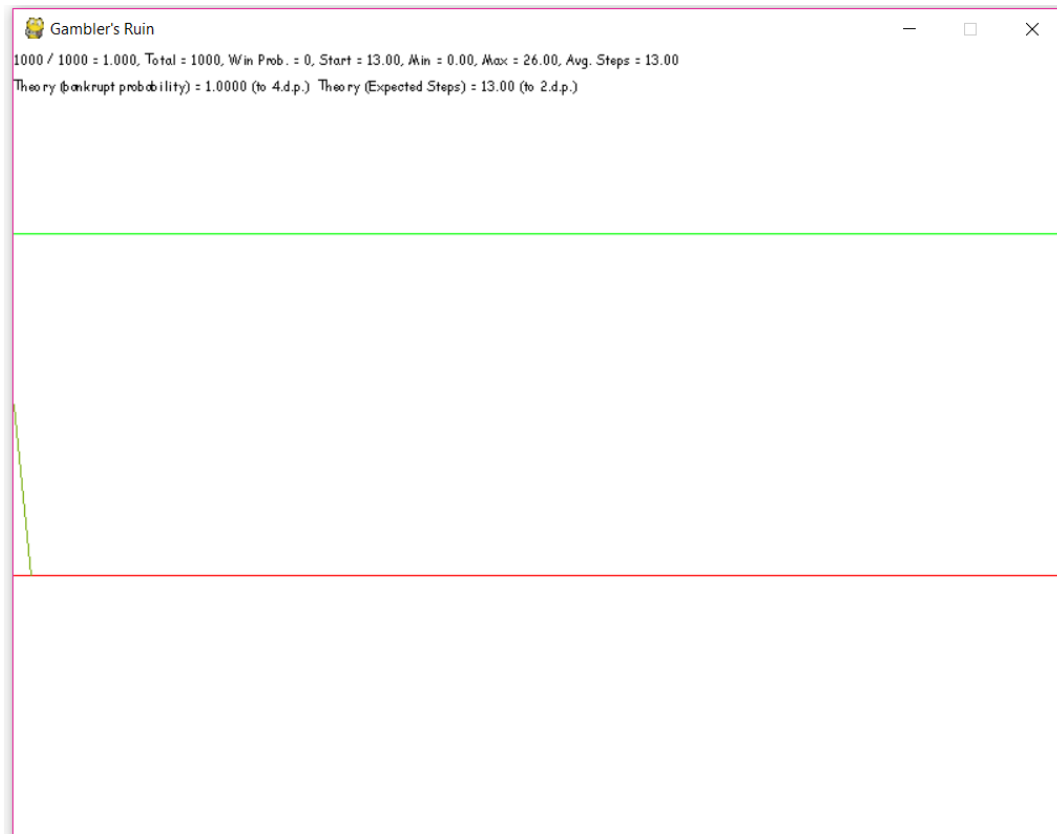 Gambler's Ruin
1000 / 1000 = 1.000, Total = 1000, Win Prob. = 0, Start = 13.00, Min = 0.00, Max = 26.00, Avg. Steps = 13.00
Theory (bankrupt probability) = 1.0000 (to 4.d.p.) Theory (Expected Steps) = 13.00 (to 2.d.p.)